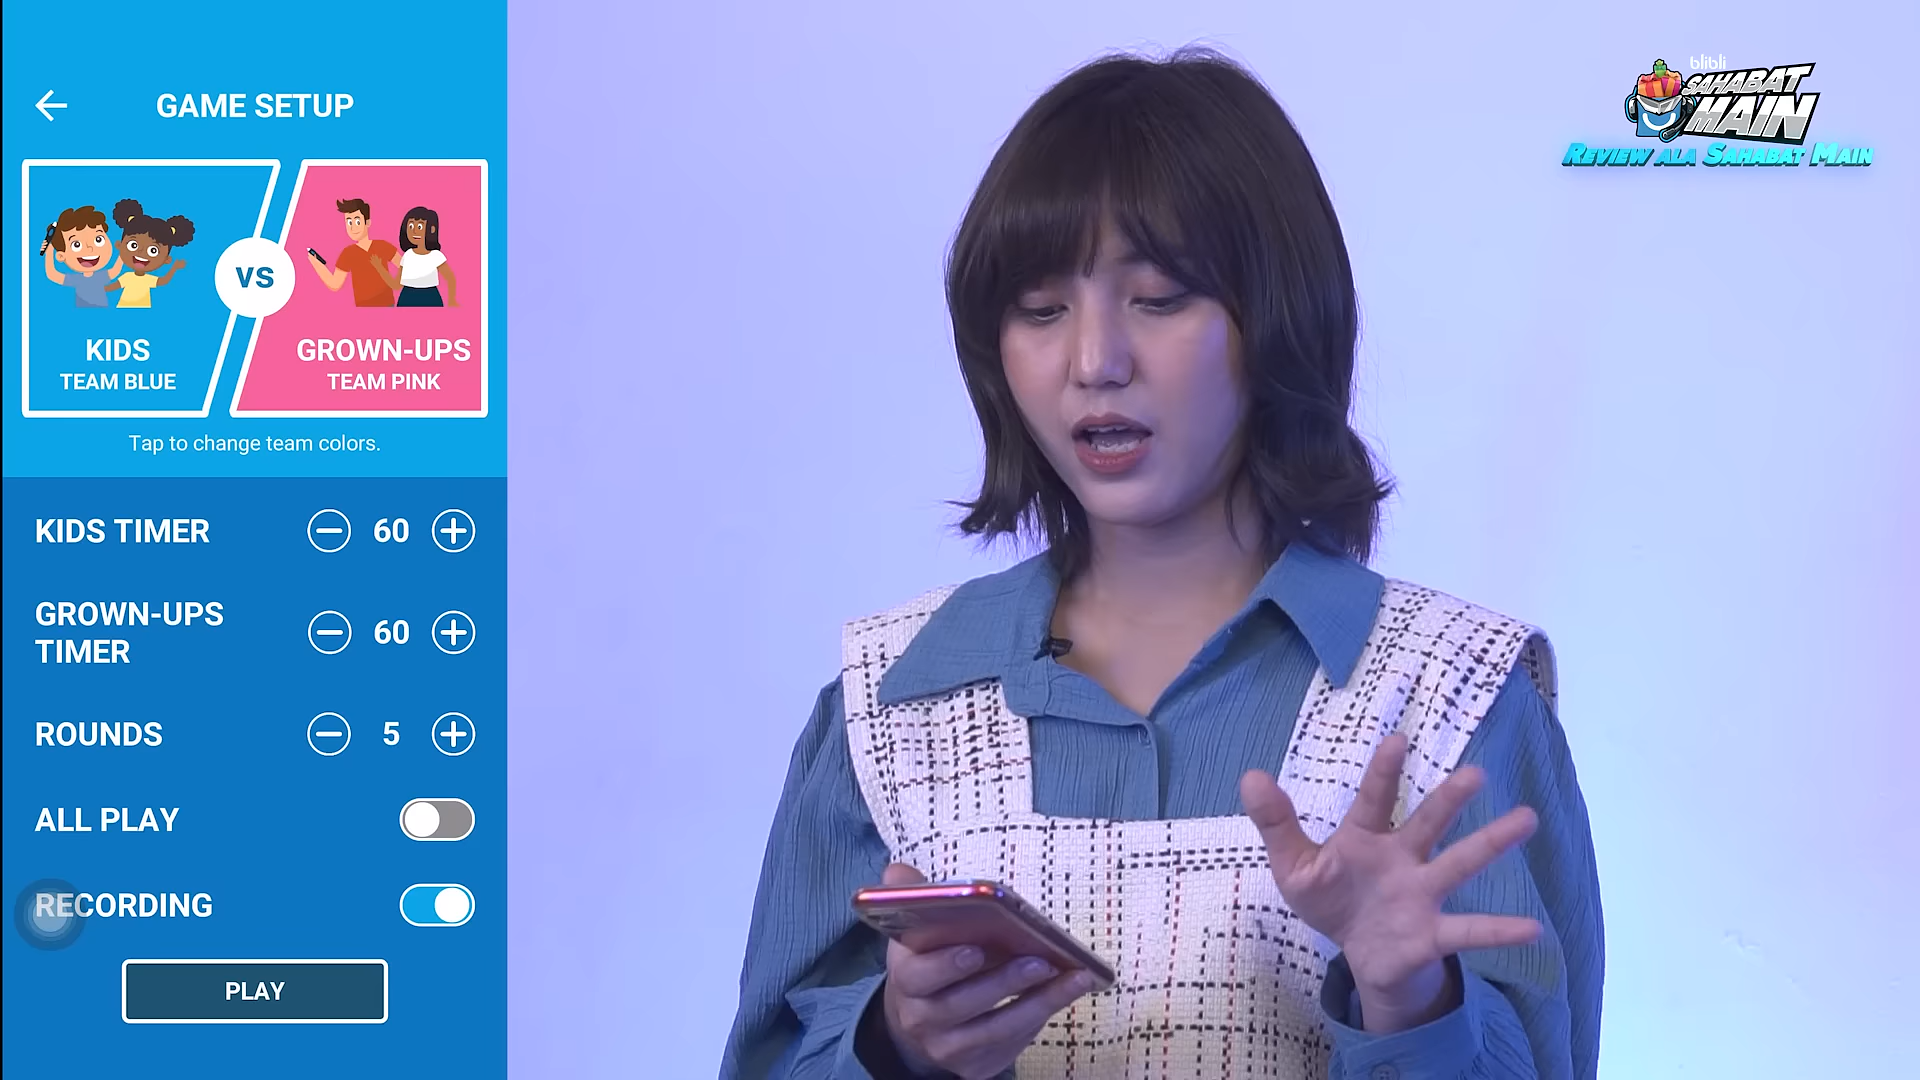 GAME SETUP
VS
KIDS
TEAM BLUE
GROWN-UPS
TEAM PINK
Tap to change team colors.
KIDS TIMER
60
GROWN-UPS
TIMER
60
ROUNDS
5
ALL PLAY
RECORDING
PLAY
blibli
SAHABAT
MAIN
REVIEW ALA SAHABAT MAIN